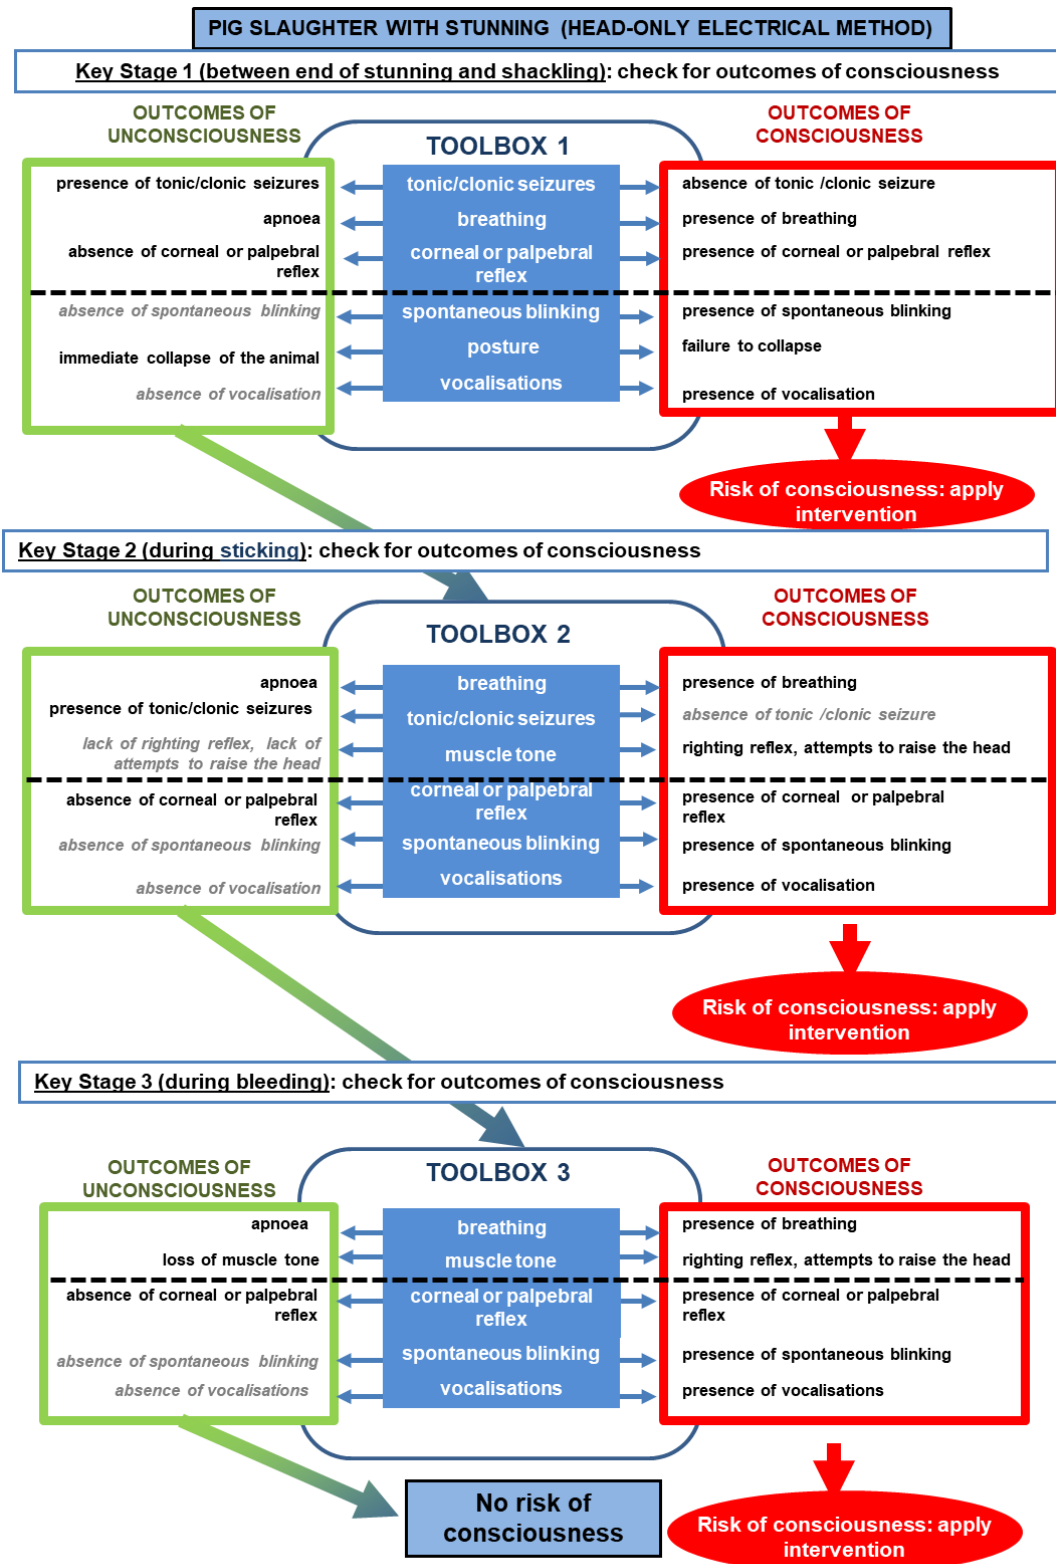 PIG SLAUGHTER WITH STUNNING (HEAD-ONLY ELECTRICAL METHOD)
Key Stage 1 (between end of stunning and shackling): check for outcomes of consciousness
OUTCOMES OF
UNCONSCIOUSNESS
TOOLBOX 1
OUTCOMES OF
CONSCIOUSNESS
presence of tonic/clonic seizures
tonic/clonic seizures
absence of tonic /clonic seizure
apnoea
breathing
presence of breathing
absence of corneal or palpebral
reflex
corneal or palpebral
reflex
presence of corneal or palpebral reflex
absence of spontaneous blinking
spontaneous blinking
presence of spontaneous blinking
immediate collapse of the animal
posture
failure to collapse
absence of vocalisation
vocalisations
presence of vocalisation
Risk of consciousness: apply
intervention
Key Stage 2 (during sticking): check for outcomes of consciousness
OUTCOMES OF
UNCONSCIOUSNESS
TOOLBOX 2
OUTCOMES OF
CONSCIOUSNESS
apnoea
breathing
presence of breathing
presence of tonic/clonic seizures
tonic/clonic seizures
absence of tonic /clonic seizure
lack of righting reflex, lack of
attempts to raise the head
muscle tone
righting reflex, attempts to raise the head
absence of corneal or palpebral
reflex
corneal or palpebral
reflex
presence of corneal or palpebral
reflex
absence of spontaneous blinking
spontaneous blinking
presence of spontaneous blinking
absence of vocalisation
vocalisations
presence of vocalisation
Risk of consciousness: apply
intervention
Key Stage 3 (during bleeding): check for outcomes of consciousness
OUTCOMES OF
UNCONSCIOUSNESS
TOOLBOX 3
OUTCOMES OF
CONSCIOUSNESS
apnoea
breathing
presence of breathing
loss of muscle tone
muscle tone
righting reflex, attempts to raise the head
absence of corneal or palpebral
reflex
corneal or palpebral
reflex
presence of corneal or palpebral
reflex
absence of spontaneous blinking
spontaneous blinking
presence of spontaneous blinking
absence of vocalisations
vocalisations
presence of vocalisations
No risk of
consciousness
Risk of consciousness: apply
intervention